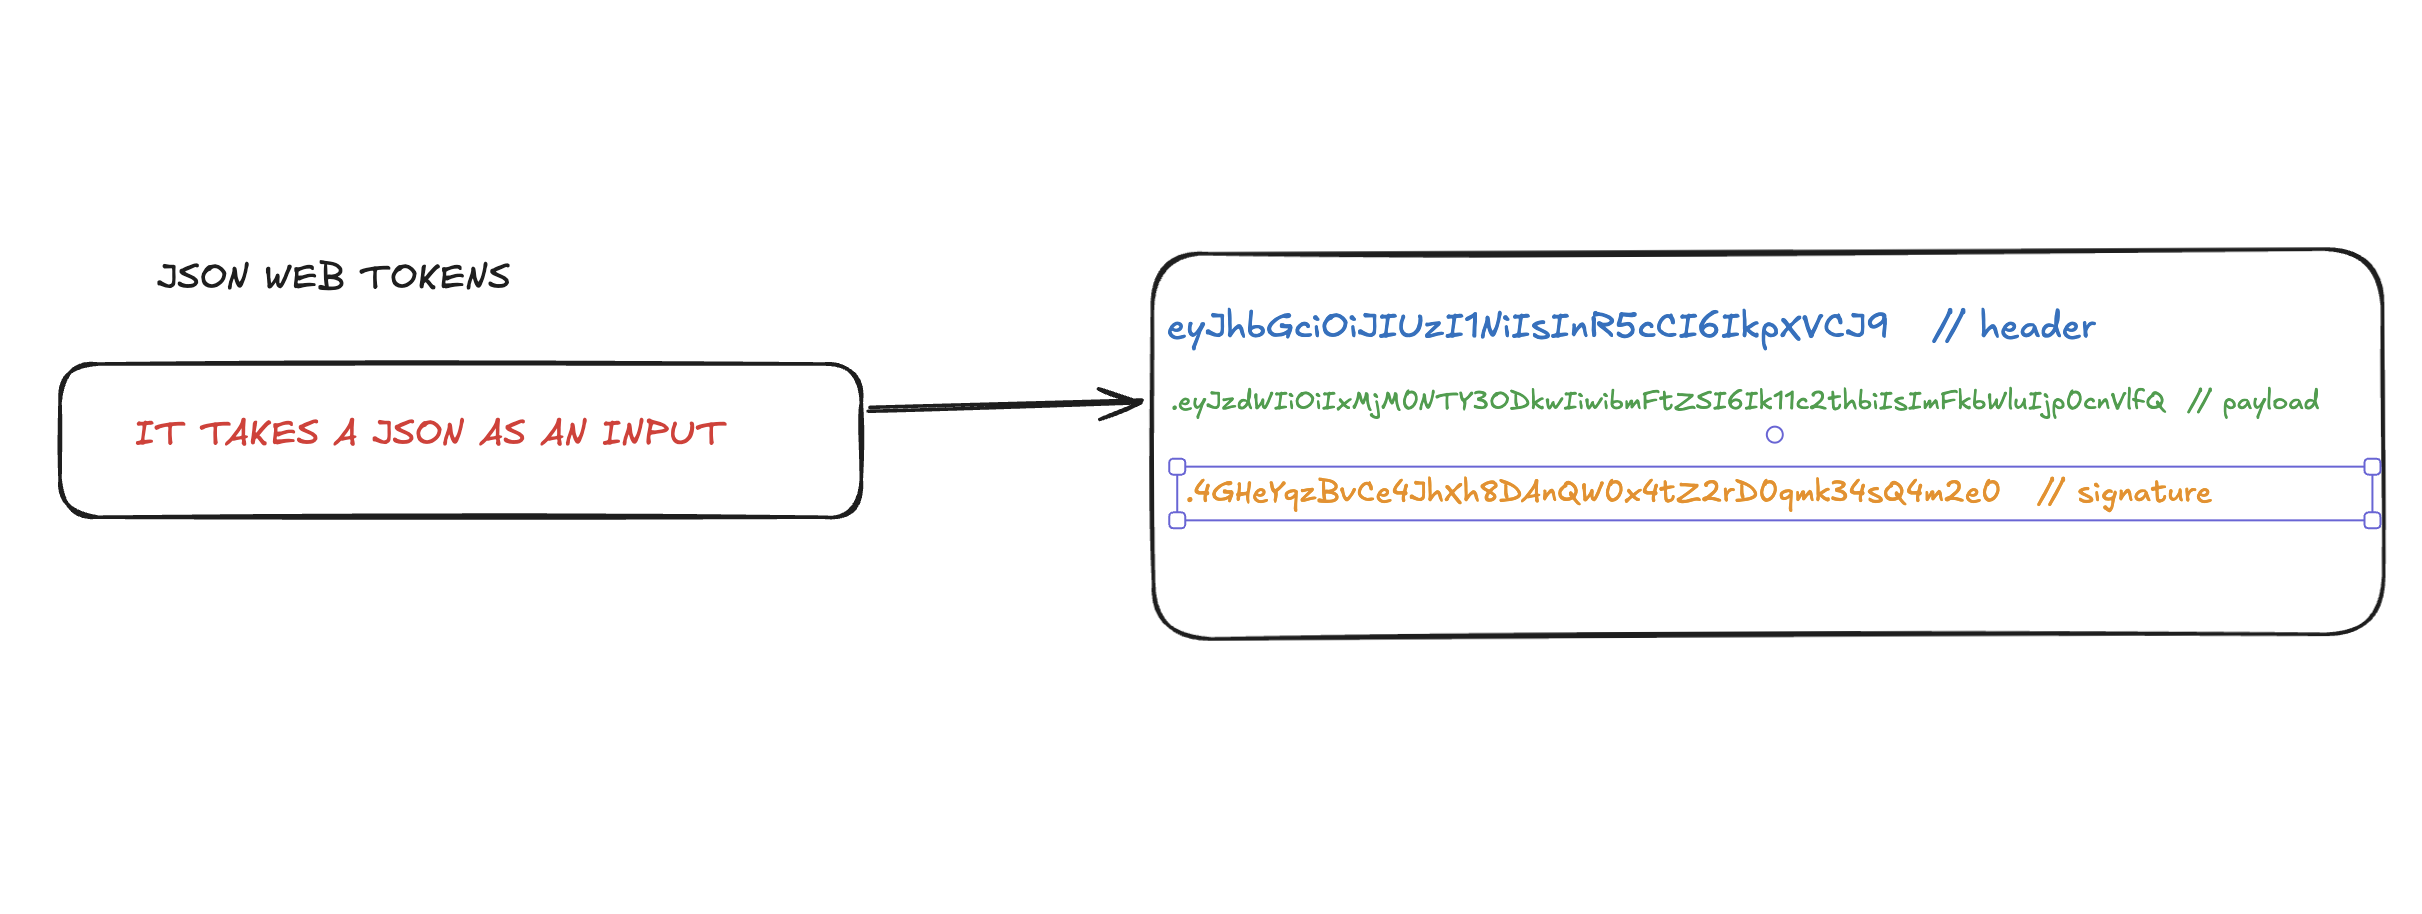 JSON WEB TOKENS
IT TAKES A JSON AS AN INPUT
eyJhbGciOiJIUzI1NiIsInR5cCI6IkpXVCJ9 // header
.eyJzdWIiOiIxMjM0NTY3ODkwIiwibmFtZSI6Ik11c2thbiIsImFkbWluIjp0cnVlfQ // payload
.4GHeYqzBvCe4JhXh8DAnQW0x4tZ2rD0qmk34sQ4m2e0 // signature